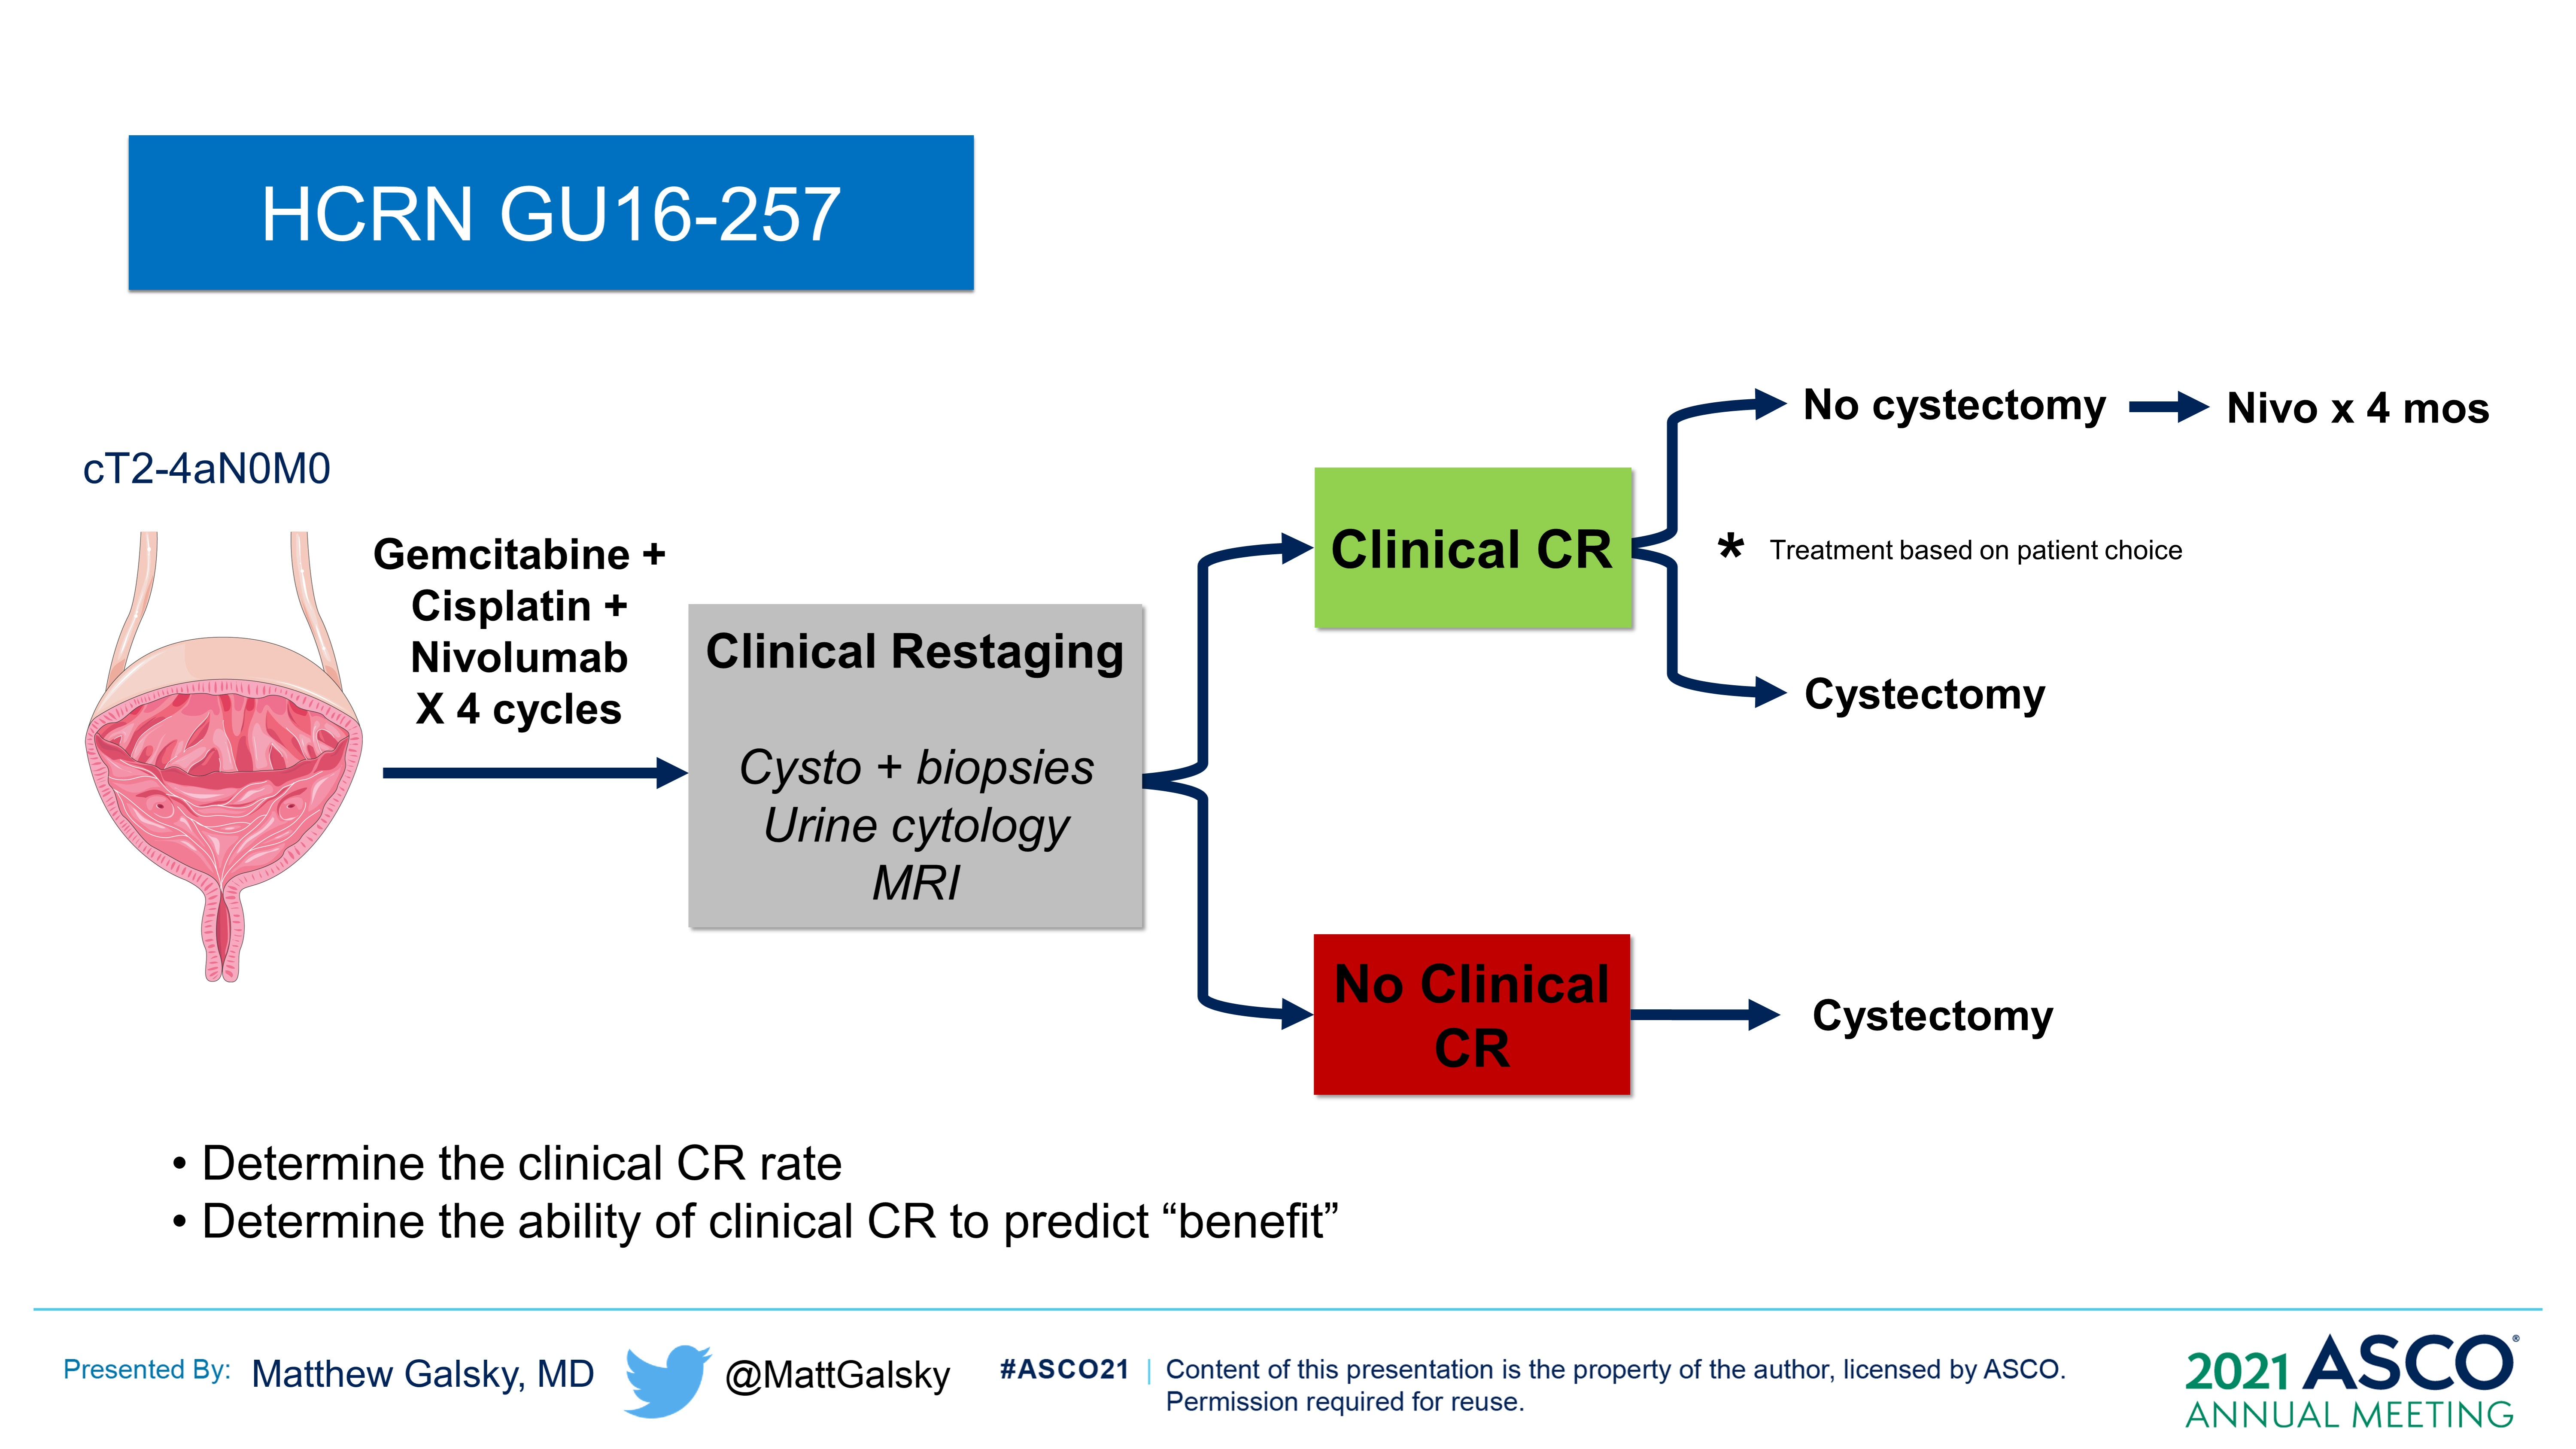 HCRN GU16-257
cT2-4aN0M0
Gemcitabine +
Cisplatin +
Nivolumab
X 4 cycles
Clinical Restaging
Cysto + biopsies
Urine cytology
MRI
Clinical CR
No cystectomy
Nivo x 4 mos
* Treatment based on patient choice
Cystectomy
No Clinical
CR
Cystectomy
• Determine the clinical CR rate
• Determine the ability of clinical CR to predict “benefit”
Presented By: Matthew Galsky, MD
@MattGalsky
#ASCO21 | Content of this presentation is the property of the author, licensed by ASCO.
Permission required for reuse.
2021 ASCO®
ANNUAL MEETING